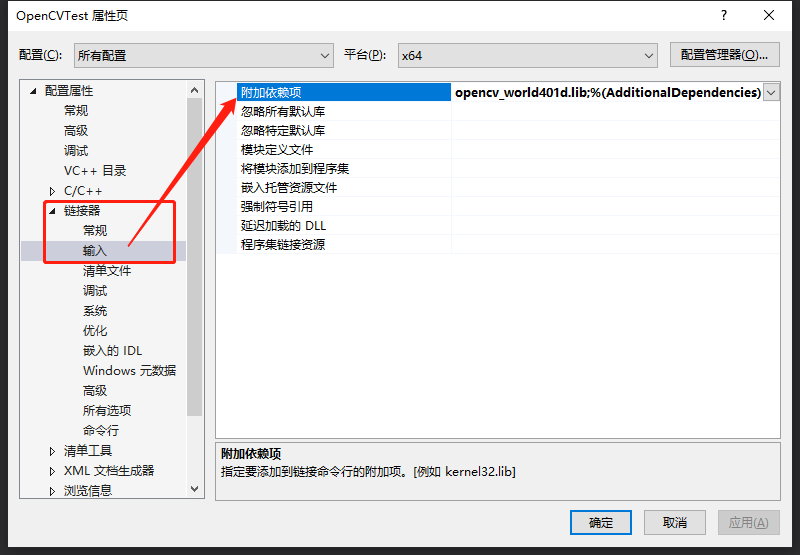 OpenCVTest 属性页
配置(C): 所有配置 平台(P): x64 配置管理器(O)...
配置属性
常规
高级
调试
VC++ 目录
C/C++
链接器
常规
输入
清单文件
调试
系统
优化
嵌入的 IDL
Windows 元数据
高级
所有选项
命令行
清单工具
XML 文档生成器
浏览信息
附加依赖项 opencv_world401d.lib;%(AdditionalDependencies)
忽略所有默认库
忽略特定默认库
模块定义文件
将模块添加到程序集
嵌入托管资源文件
强制符号引用
延迟加载的 DLL
程序集链接资源
附加依赖项
指定要添加到链接命令行的附加项。[例如 kernel32.lib]
确定 取消 应用(A)